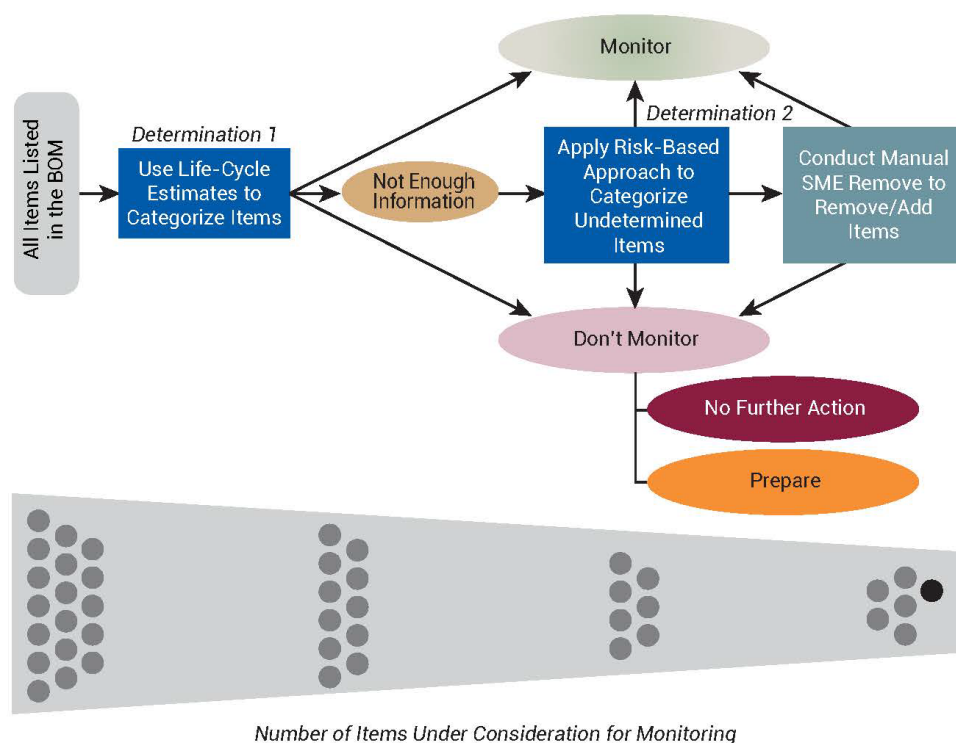 Monitor
All Items Listed
in the BOM
Determination 1
Use Life-Cycle
Estimates to
Categorize Items
Not Enough
Information
Determination 2
Apply Risk-Based
Approach to
Categorize
Undetermined
Items
Conduct Manual
SME Remove to
Remove/Add
Items
Don't Monitor
No Further Action
Prepare
Number of Items Under Consideration for Monitoring